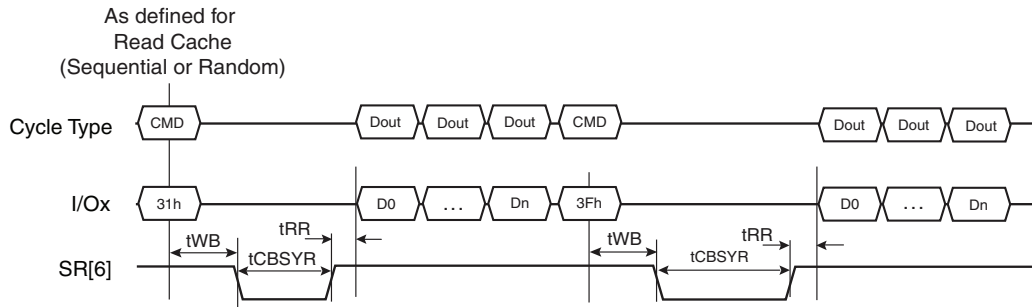 As defined for
Read Cache
(Sequential or Random)
Cycle Type
CMD
Dout
Dout
Dout
CMD
Dout
Dout
Dout
I/Ox
31h
D0
...
Dn
3Fh
D0
...
Dn
tWB
tCBSYR
tRR
tWB
tCBSYR
tRR
SR[6]